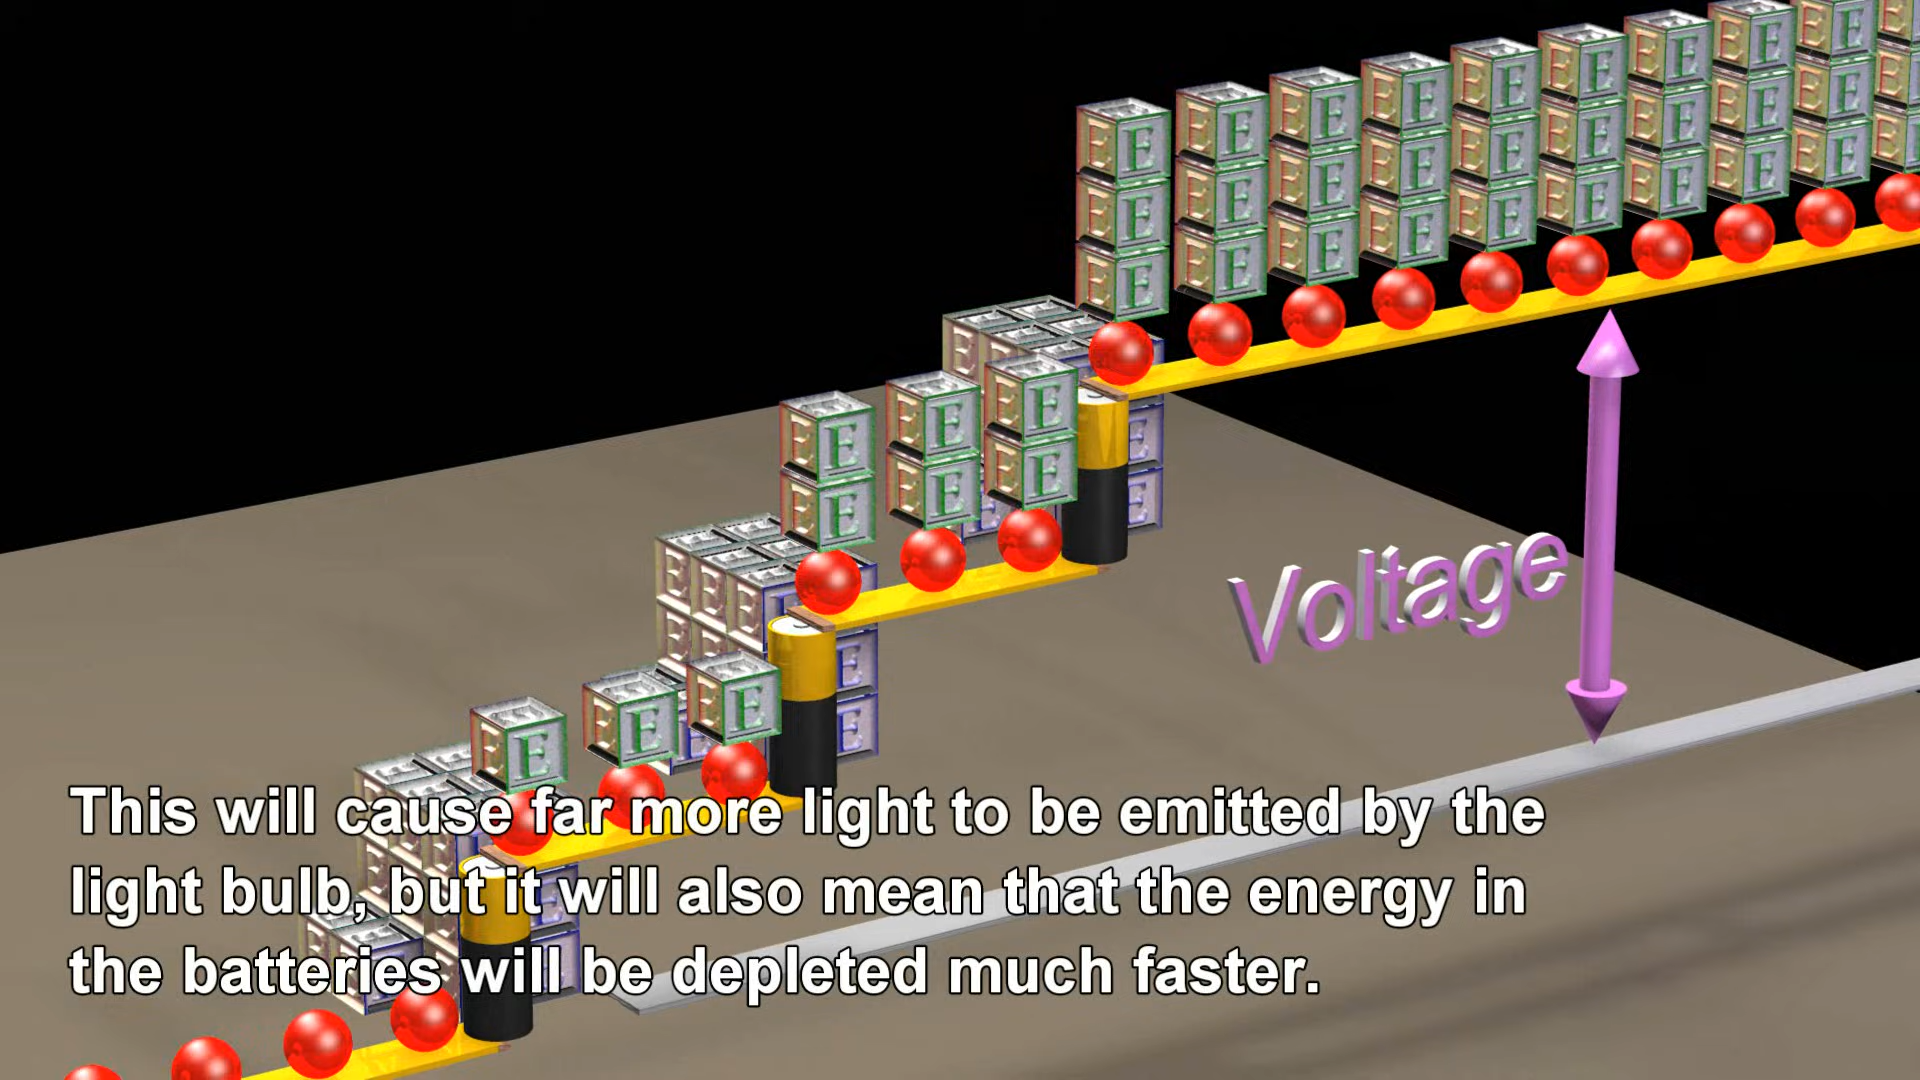 Voltage
This will cause far more light to be emitted by the
light bulb, but it will also mean that the energy in
the batteries will be depleted much faster.